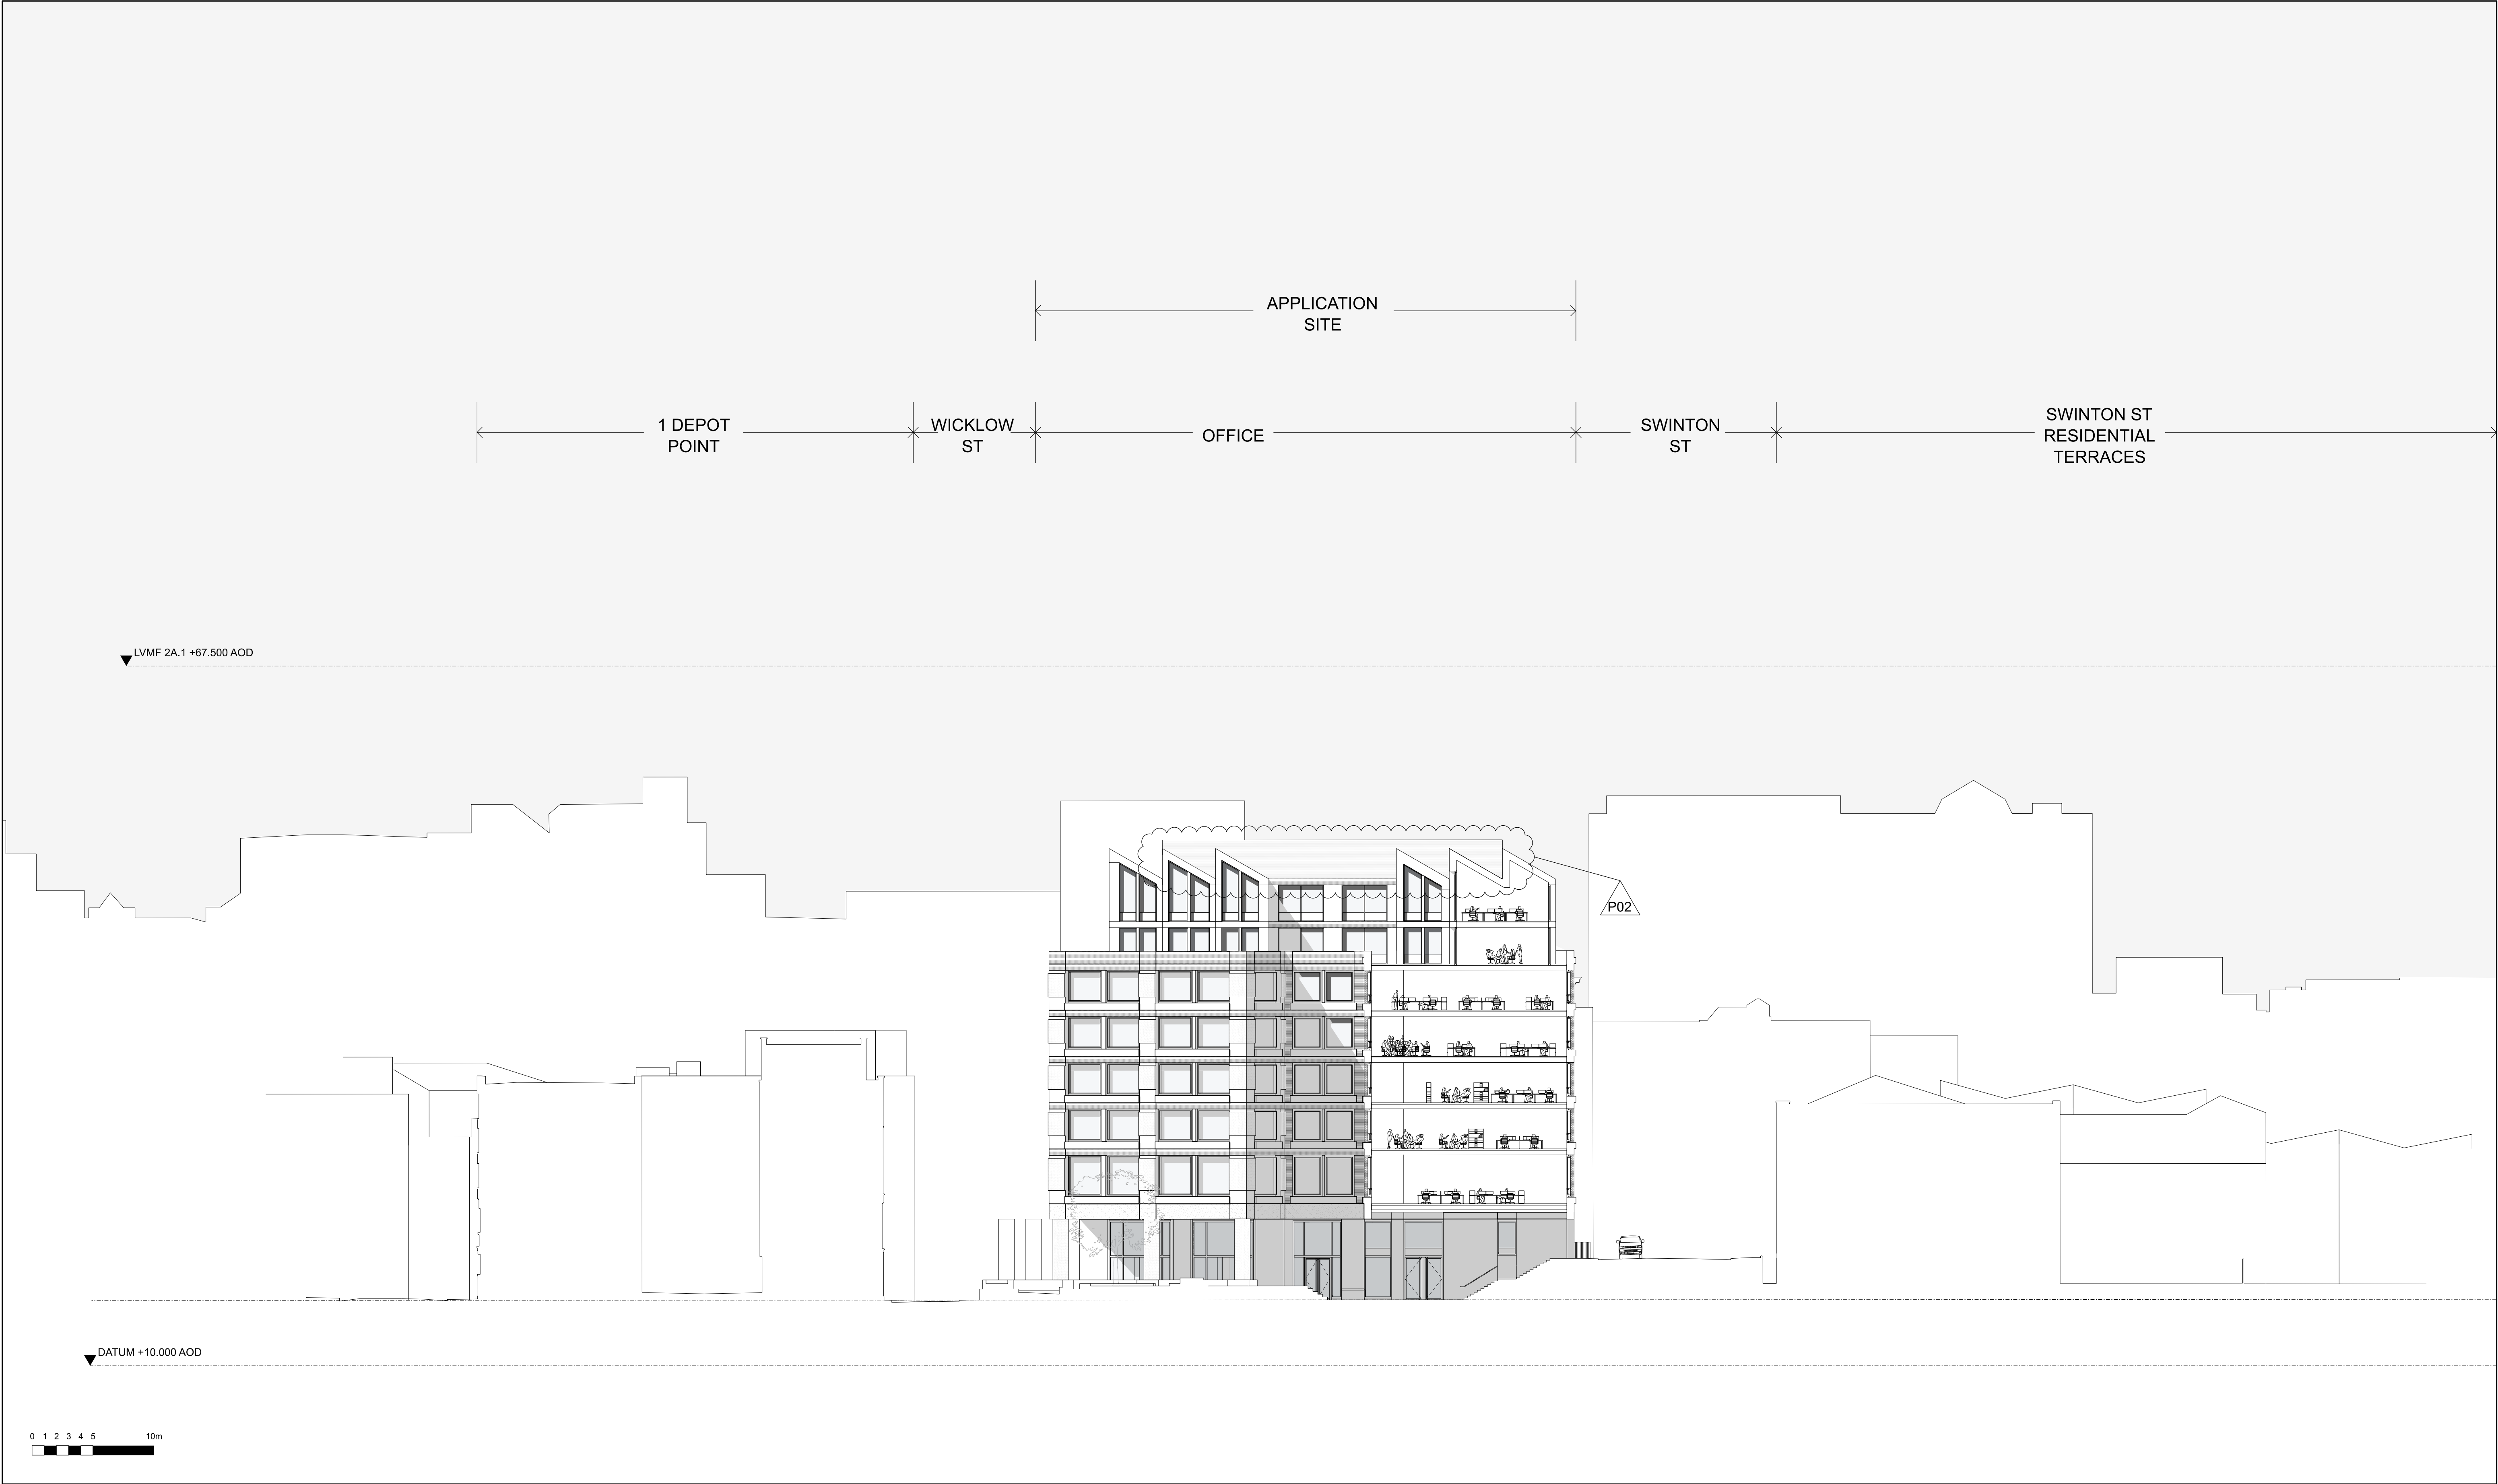 APPLICATION
SITE
1 DEPOT
POINT
WICKLOW
ST
OFFICE
SWINTON
ST
SWINTON ST
RESIDENTIAL
TERRACES
LVMF 2A.1 +67.500 AOD
P02
DATUM +10.000 AOD
0 1 2 3 4 5 10m